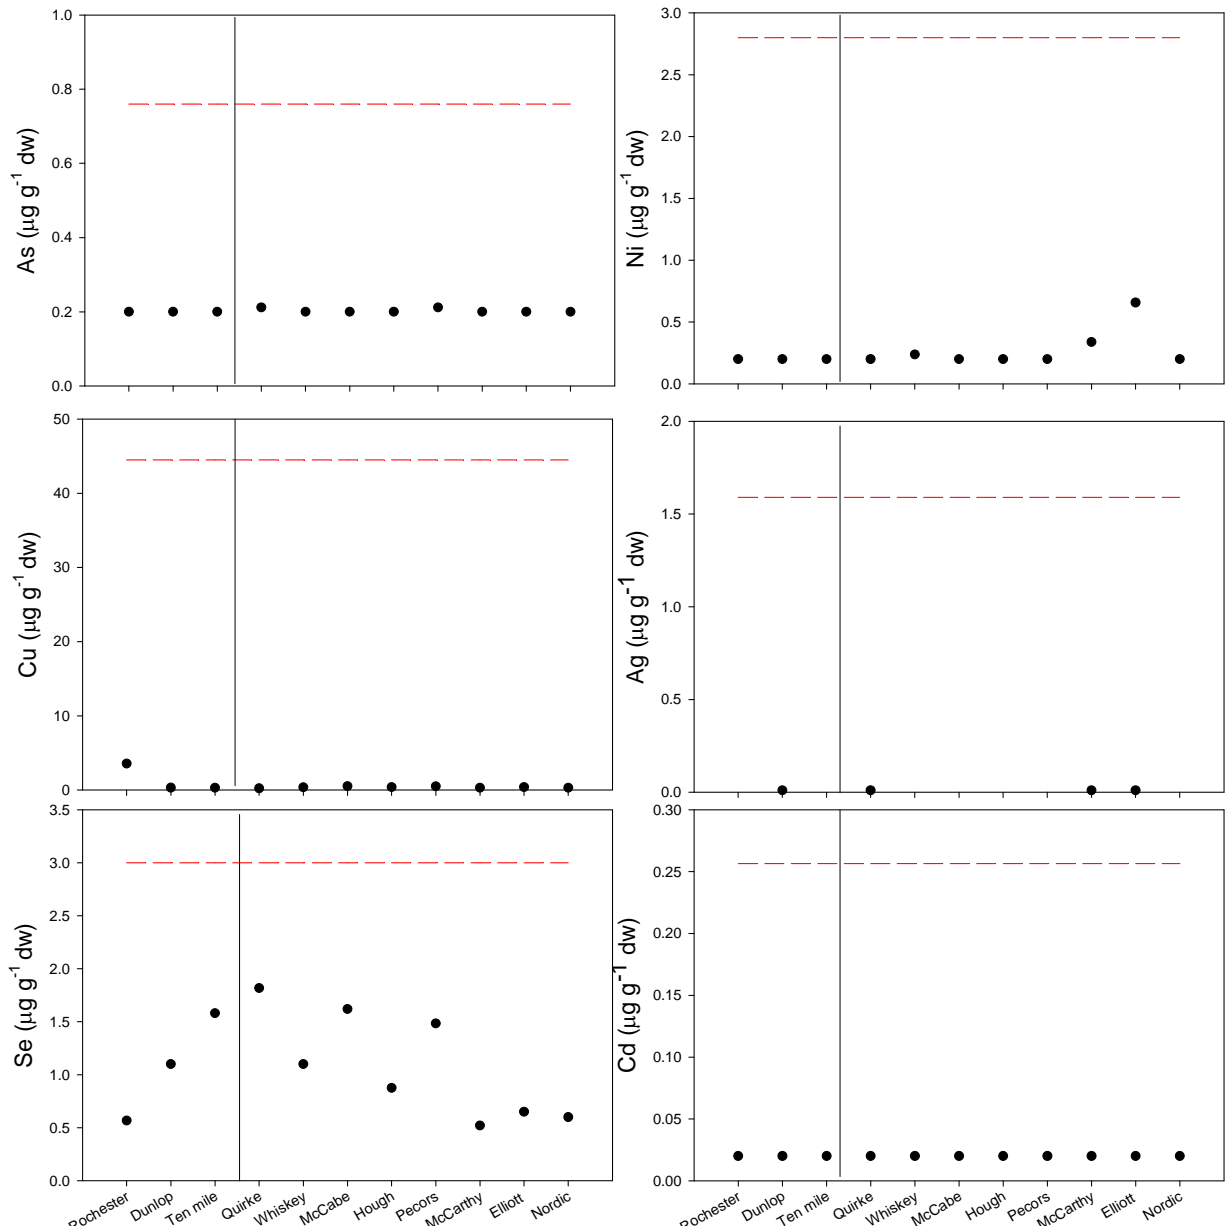 1.0
0.8
0.6
0.4
0.2
0.0
As (μg g-1 dw)
3.0
2.5
2.0
1.5
1.0
0.5
0.0
Ni (μg g-1 dw)
50
40
30
20
10
0
Cu (μg g-1 dw)
2.0
1.5
1.0
0.5
0.0
Ag (μg g-1 dw)
3.5
3.0
2.5
2.0
1.5
1.0
0.5
0.0
Se (μg g-1 dw)
Rochester
Dunlop
Ten mile
Quirke
Whiskey
McCabe
Hough
Pecors
McCarthy
Elliott
Nordic
0.30
0.25
0.20
0.15
0.10
0.05
0.00
Cd (μg g-1 dw)
Rochester
Dunlop
Ten mile
Quirke
Whiskey
McCabe
Hough
Pecors
McCarthy
Elliott
Nordic